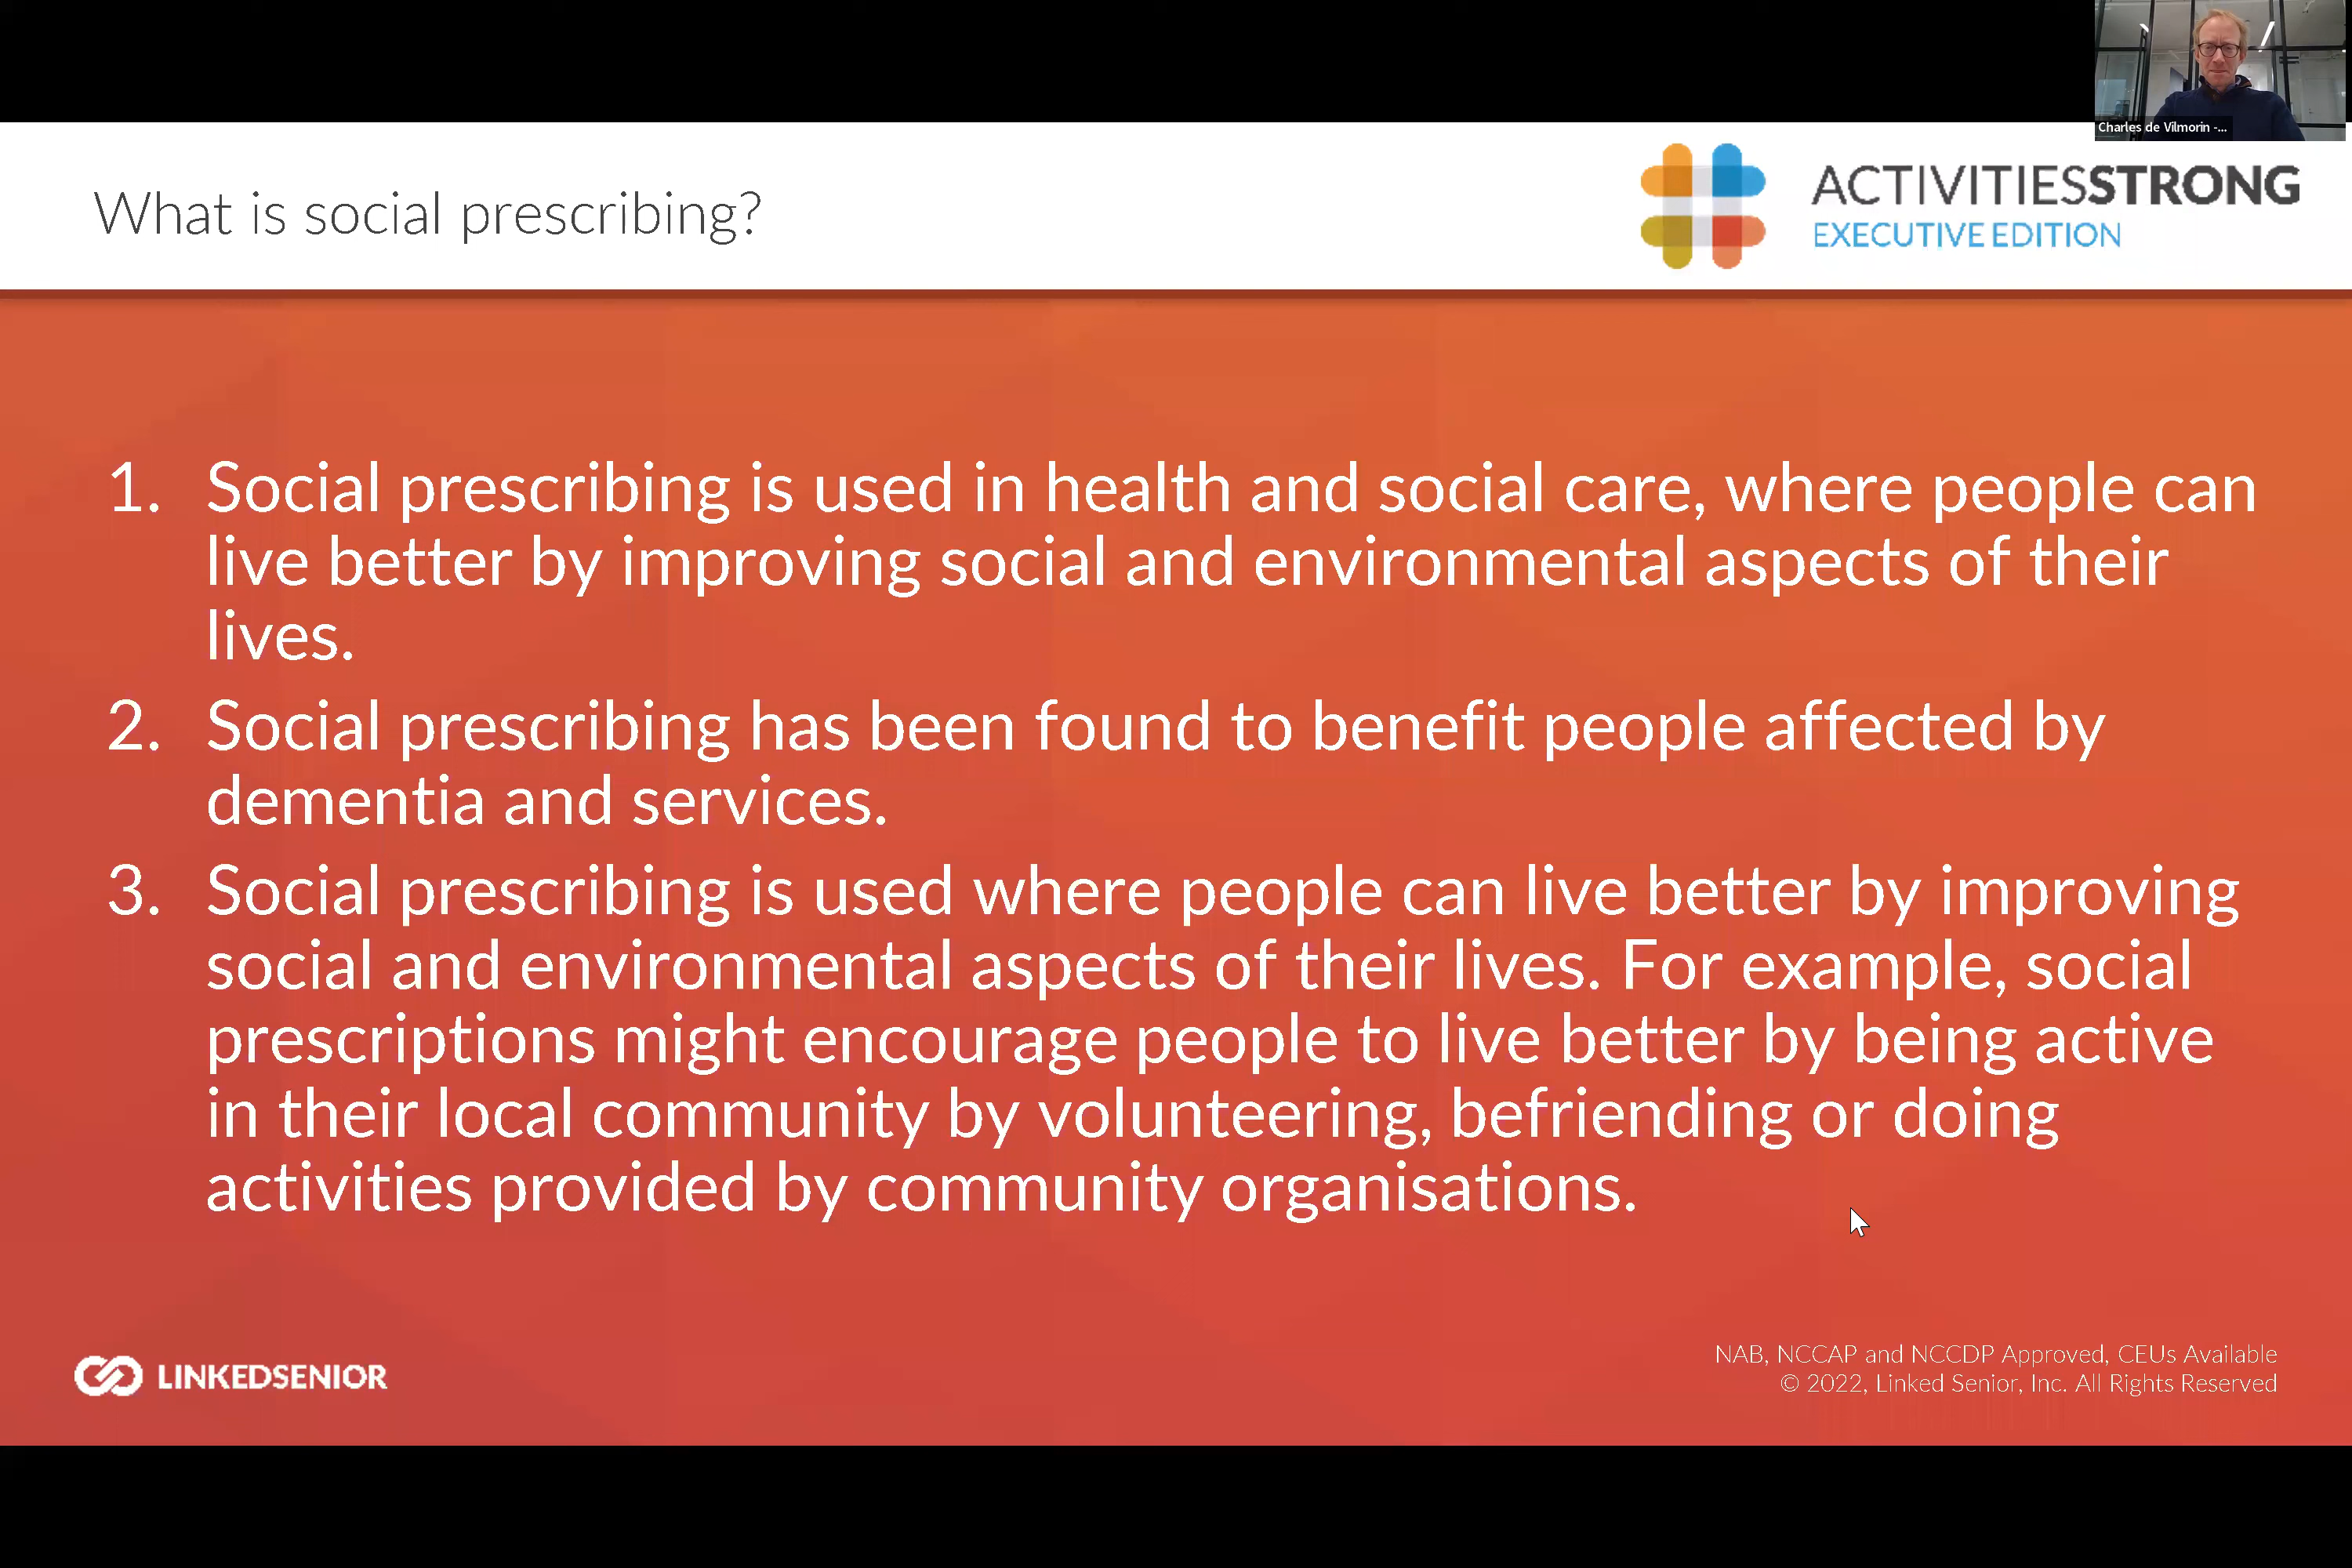 Charles de Vilmorin -...
What is social prescribing?
ACTIVITIESSTRONG
EXECUTIVE EDITION
1. Social prescribing is used in health and social care, where people can
live better by improving social and environmental aspects of their
lives.
2. Social prescribing has been found to benefit people affected by
dementia and services.
3. Social prescribing is used where people can live better by improving
social and environmental aspects of their lives. For example, social
prescriptions might encourage people to live better by being active
in their local community by volunteering, befriending or doing
activities provided by community organisations.
LINKEDSENIOR
NAB, NCCAP and NCCDP Approved, CEUs Available
© 2022, Linked Senior, Inc. All Rights Reserved